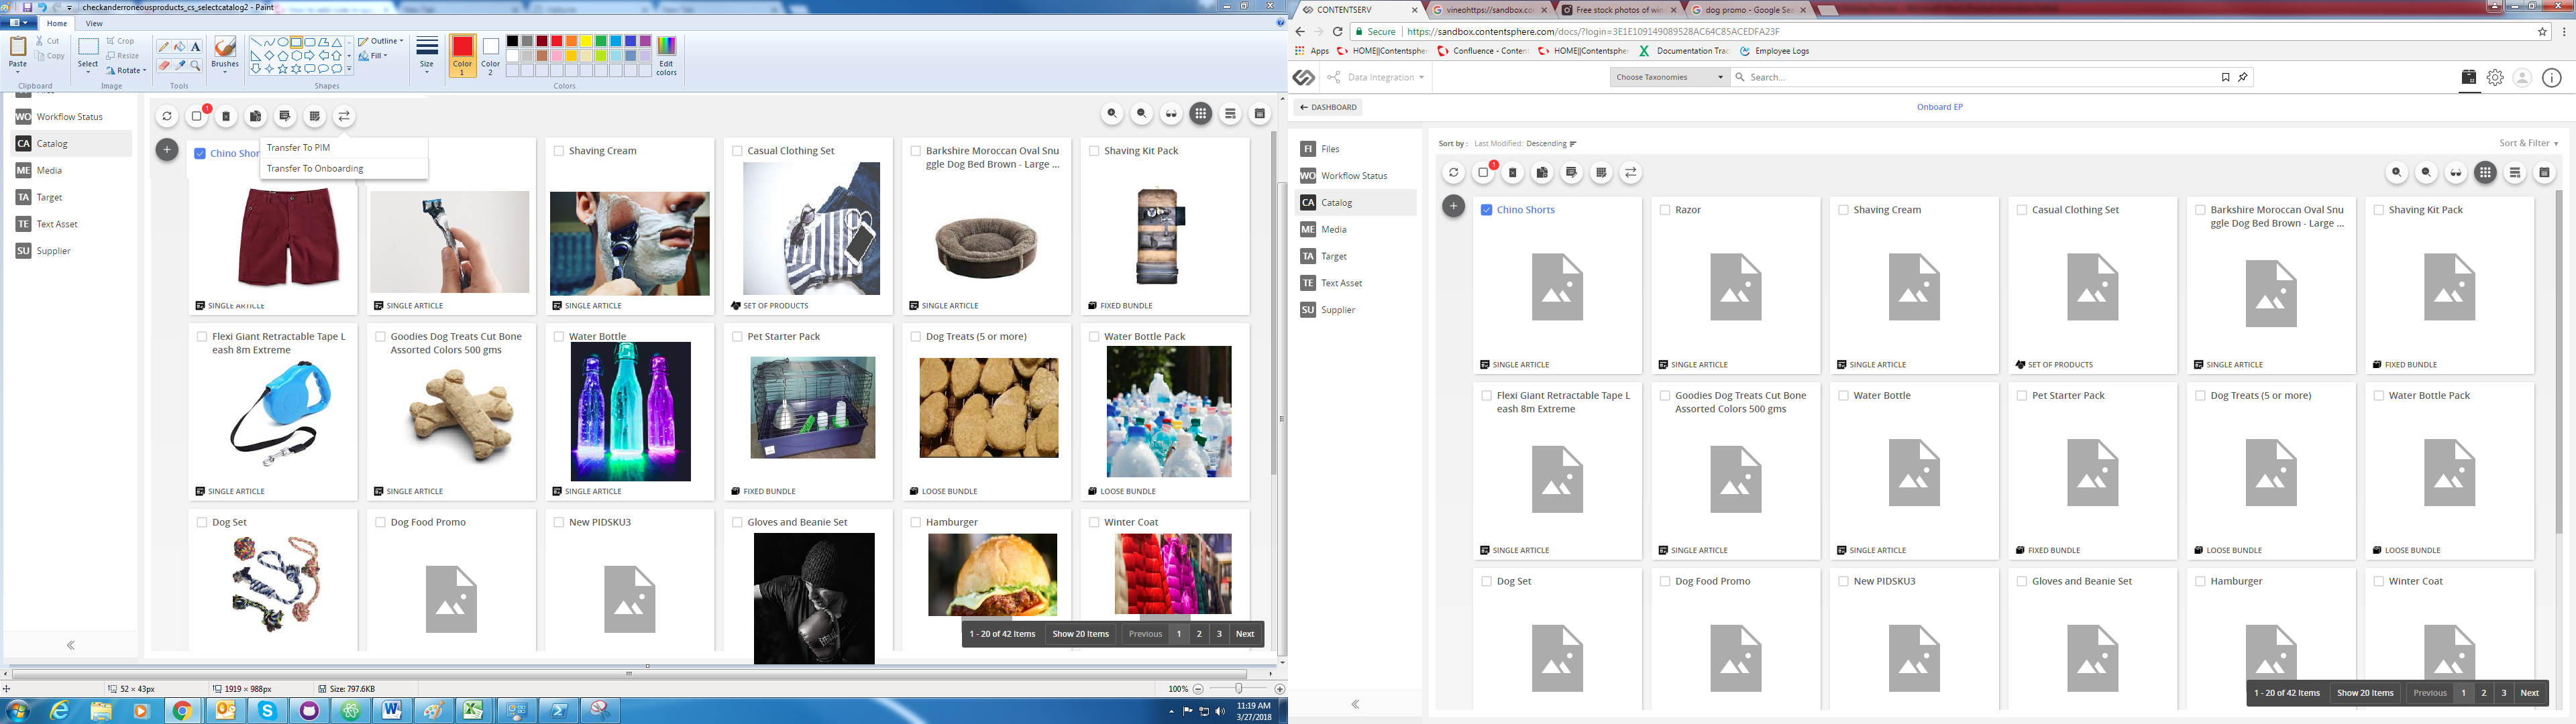 checkanderroneousproducts_cs_selectcatalog2 - Paint
Home
View
Paste
Cut
Copy
Clipboard
Select
Crop
Resize
Rotate
Image
Tools
Brushes
Outline
Fill
Shapes
Size
Color 1
Color 2
Edit colors
Colors
WO Workflow Status
CA Catalog
ME Media
TA Target
TE Text Asset
SU Supplier
1
Transfer To PIM
Transfer To Onboarding
Chino Shor
Shaving Cream
Casual Clothing Set
Barkshire Moroccan Oval Snu
ggle Dog Bed Brown - Large ...
Shaving Kit Pack
SINGLE ARTICLE
SINGLE ARTICLE
SINGLE ARTICLE
SET OF PRODUCTS
SINGLE ARTICLE
FIXED BUNDLE
Flexi Giant Retractable Tape L
eash 8m Extreme
Goodies Dog Treats Cut Bone
Assorted Colors 500 gms
Water Bottle
Pet Starter Pack
Dog Treats (5 or more)
Water Bottle Pack
SINGLE ARTICLE
SINGLE ARTICLE
SINGLE ARTICLE
FIXED BUNDLE
LOOSE BUNDLE
LOOSE BUNDLE
Dog Set
Dog Food Promo
New PIDSKU3
Gloves and Beanie Set
Hamburger
Winter Coat
1 - 20 of 42 Items Show 20 Items Previous 1 2 3 Next
52 × 43px
1919 × 988px
Size: 797.6KB
100%
11:19 AM
3/27/2018
CONTENTSERV
vineohttps://sandbox.co
Free stock photos of win
dog promo - Google Sea
Secure https://sandbox.contentsphere.com/docs/?login=3E1E109149089528AC64C85ACEDFA23F
Apps
HOME||Contentspher
Confluence - Content
HOME||Contentspher
Documentation Trac
Employee Logs
Data Integration
Choose Taxonomies
Search...
DASHBOARD
Onboard EP
FI Files
WO Workflow Status
CA Catalog
ME Media
TA Target
TE Text Asset
SU Supplier
Sort by : Last Modified: Descending
Sort & Filter
1
Chino Shorts
Razor
Shaving Cream
Casual Clothing Set
Barkshire Moroccan Oval Snu
ggle Dog Bed Brown - Large ...
Shaving Kit Pack
SINGLE ARTICLE
SINGLE ARTICLE
SINGLE ARTICLE
SET OF PRODUCTS
SINGLE ARTICLE
FIXED BUNDLE
Flexi Giant Retractable Tape L
eash 8m Extreme
Goodies Dog Treats Cut Bone
Assorted Colors 500 gms
Water Bottle
Pet Starter Pack
Dog Treats (5 or more)
Water Bottle Pack
SINGLE ARTICLE
SINGLE ARTICLE
SINGLE ARTICLE
FIXED BUNDLE
LOOSE BUNDLE
LOOSE BUNDLE
Dog Set
Dog Food Promo
New PIDSKU3
Gloves and Beanie Set
Hamburger
Winter Coat
1 - 20 of 42 Items Show 20 Items Previous 1 2 3 Next